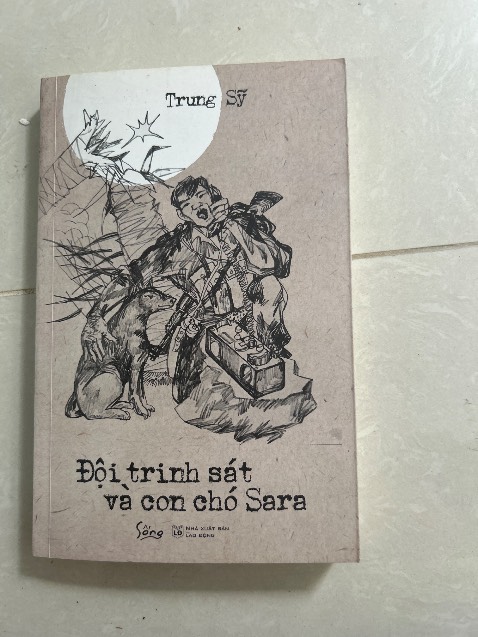 Trung Sỹ
Đội trinh sát
và con chó Sara
Sống
NHÀ XUẤT BẢN
LAO ĐỘNG